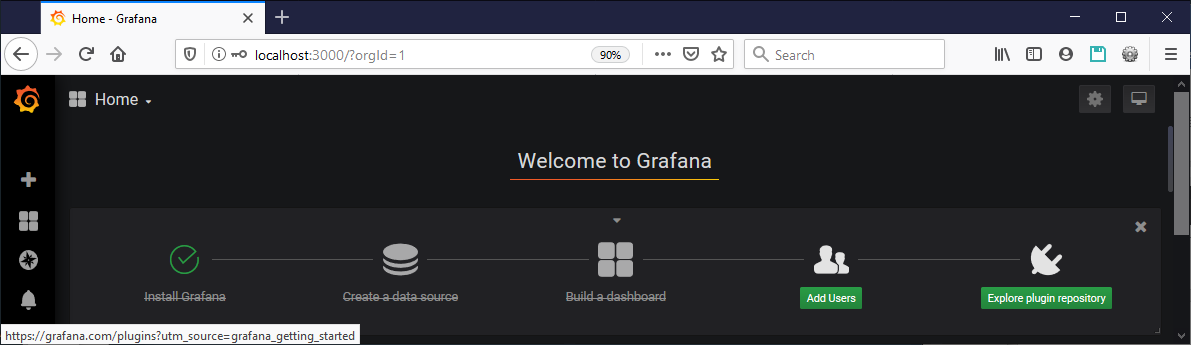 Home - Grafana
localhost:3000/?orgId=1
90%
Search
Home
Welcome to Grafana
Install Grafana
Create a data source
Build a dashboard
Add Users
Explore plugin repository
https://grafana.com/plugins?utm_source=grafana_getting_started